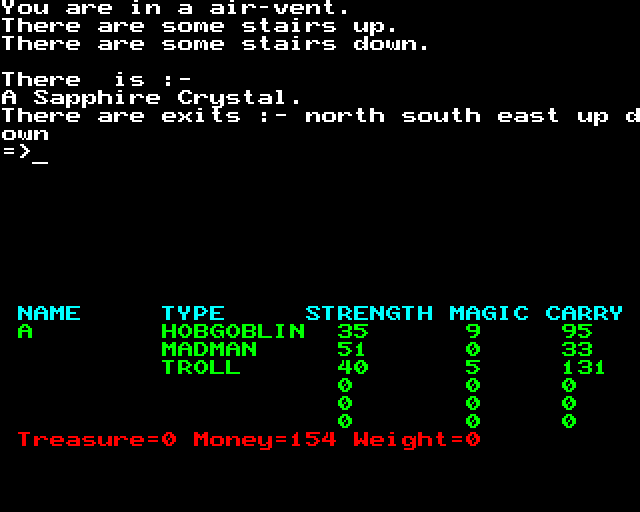 You are in a air-vent.
There are some stairs up.
There are some stairs down.
There  is :-
A Sapphire Crystal.
There are exits :- north south east up d
own
=>_
NAME TYPE STRENGTH MAGIC CARRY
A HOBGOBLIN 35 9 95
MADMAN 51 0 33
TROLL 40 5 131
0 0 0
0 0 0
0 0 0
Treasure=0 Money=154 Weight=0